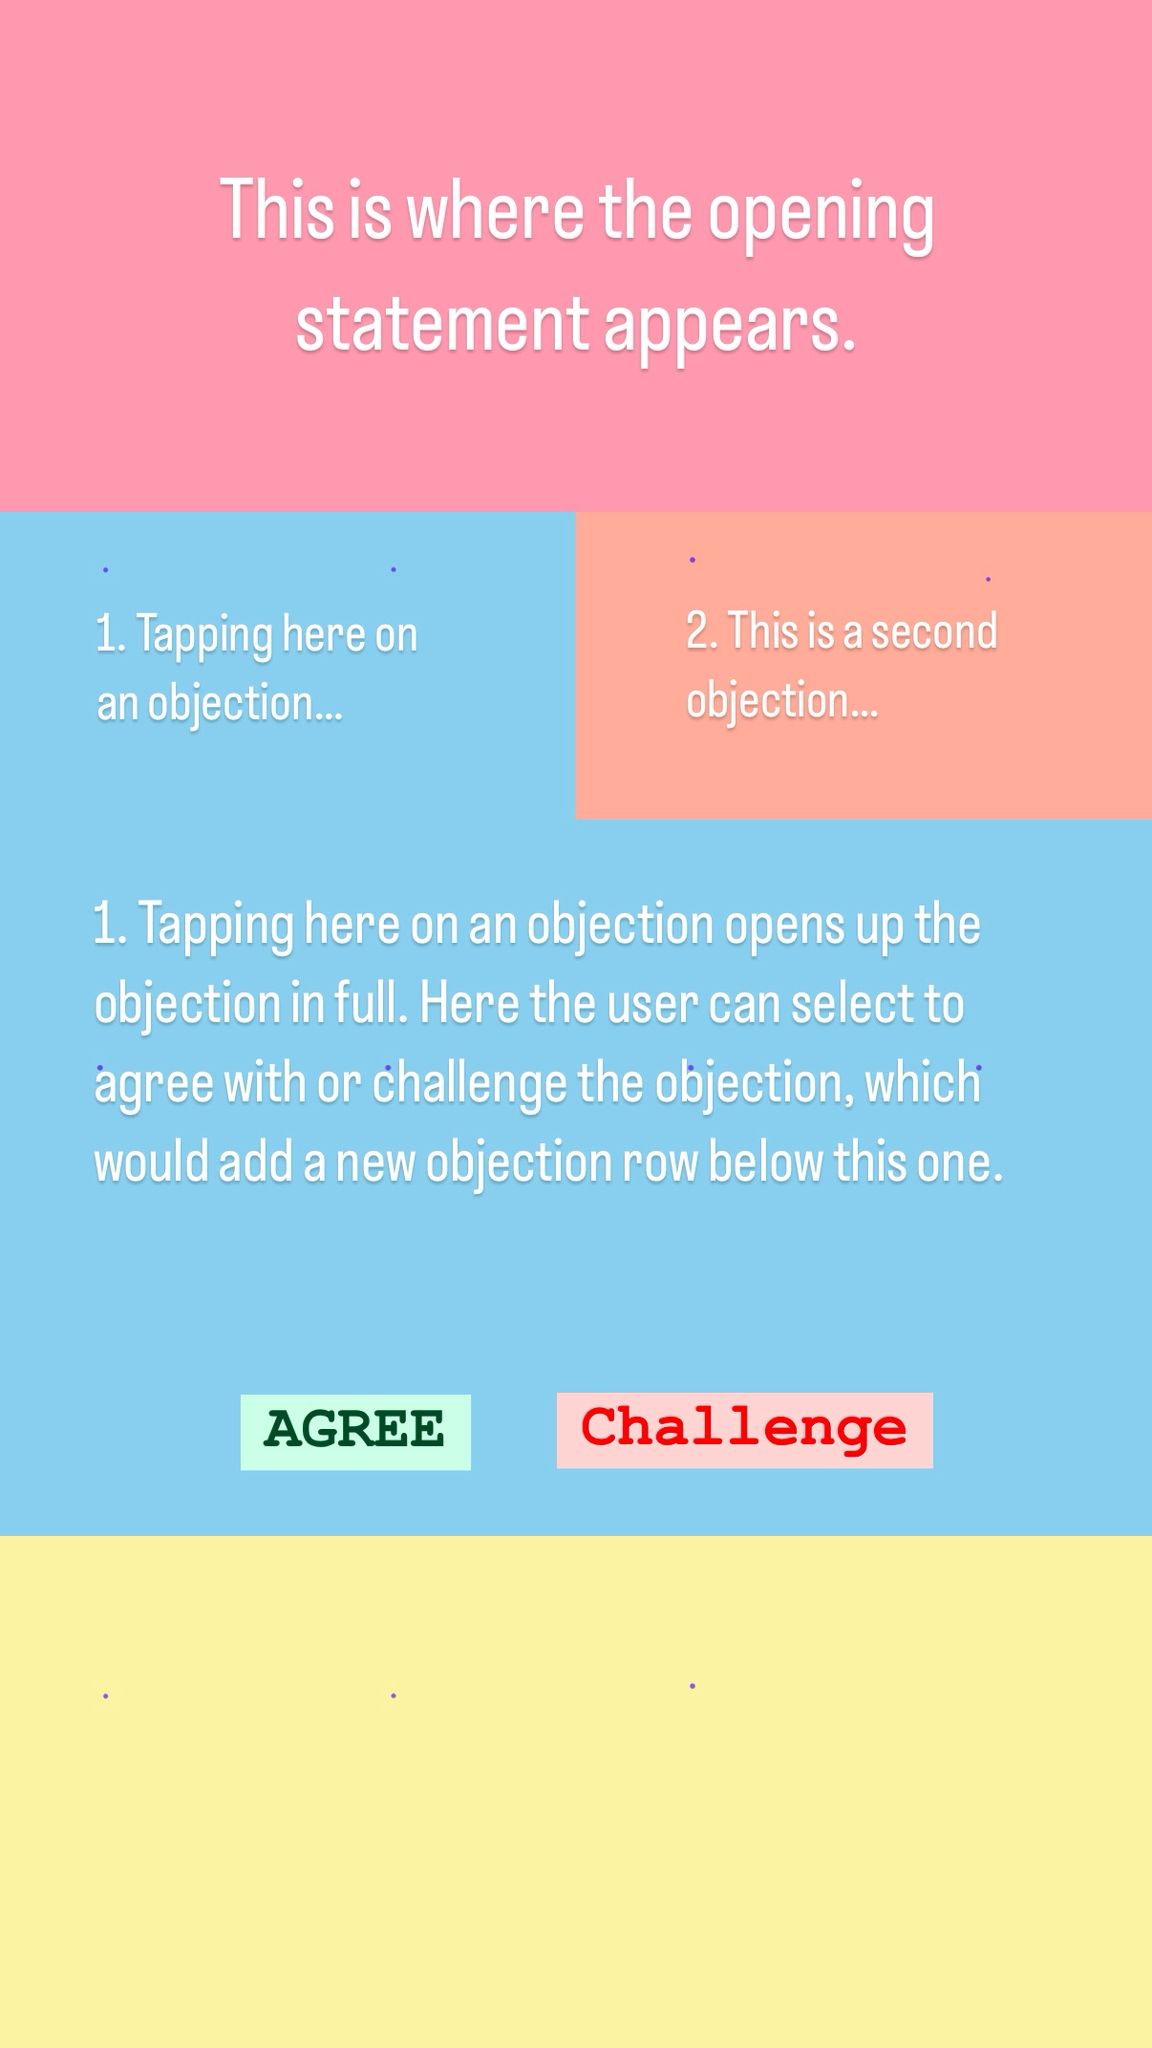 This is where the opening
statement appears.
1. Tapping here on
an objection...
2. This is a second
objection...
1. Tapping here on an objection opens up the
objection in full. Here the user can select to
agree with or challenge the objection, which
would add a new objection row below this one.
AGREE
Challenge